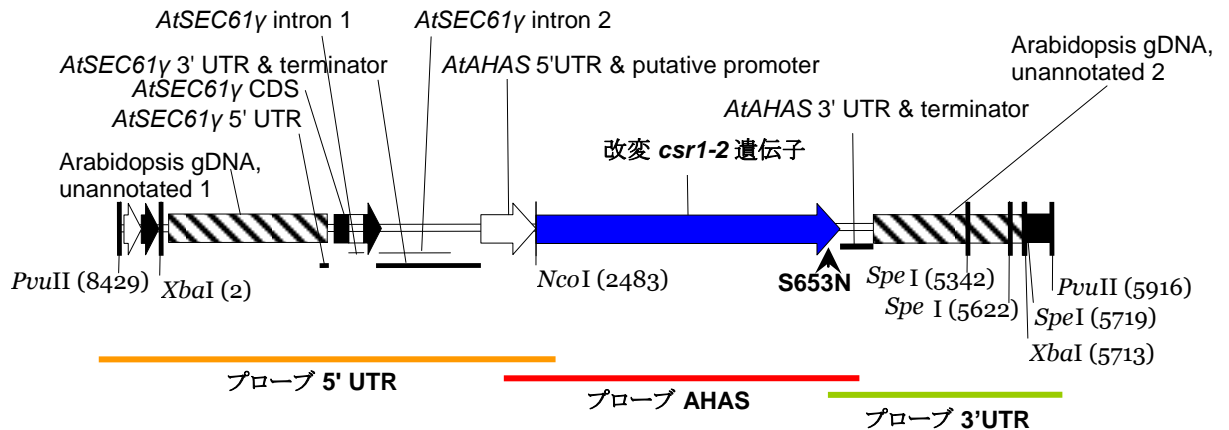 AtSEC61γ intron 1
AtSEC61γ intron 2
AtSEC61γ 3' UTR & terminator
AtAHAS 5'UTR & putative promoter
Arabidopsis gDNA,
unannotated 2
AtSEC61γ CDS
AtSEC61γ 5' UTR
AtAHAS 3' UTR & terminator
改変 csr1-2 遺伝子
Arabidopsis gDNA,
unannotated 1
PvuII (8429)
XbaI (2)
NcoI (2483)
S653N
SpeI (5342)
Spe I (5622)
PvuII (5916)
SpeI (5719)
XbaI (5713)
プローブ 5' UTR
プローブ AHAS
プローブ 3'UTR